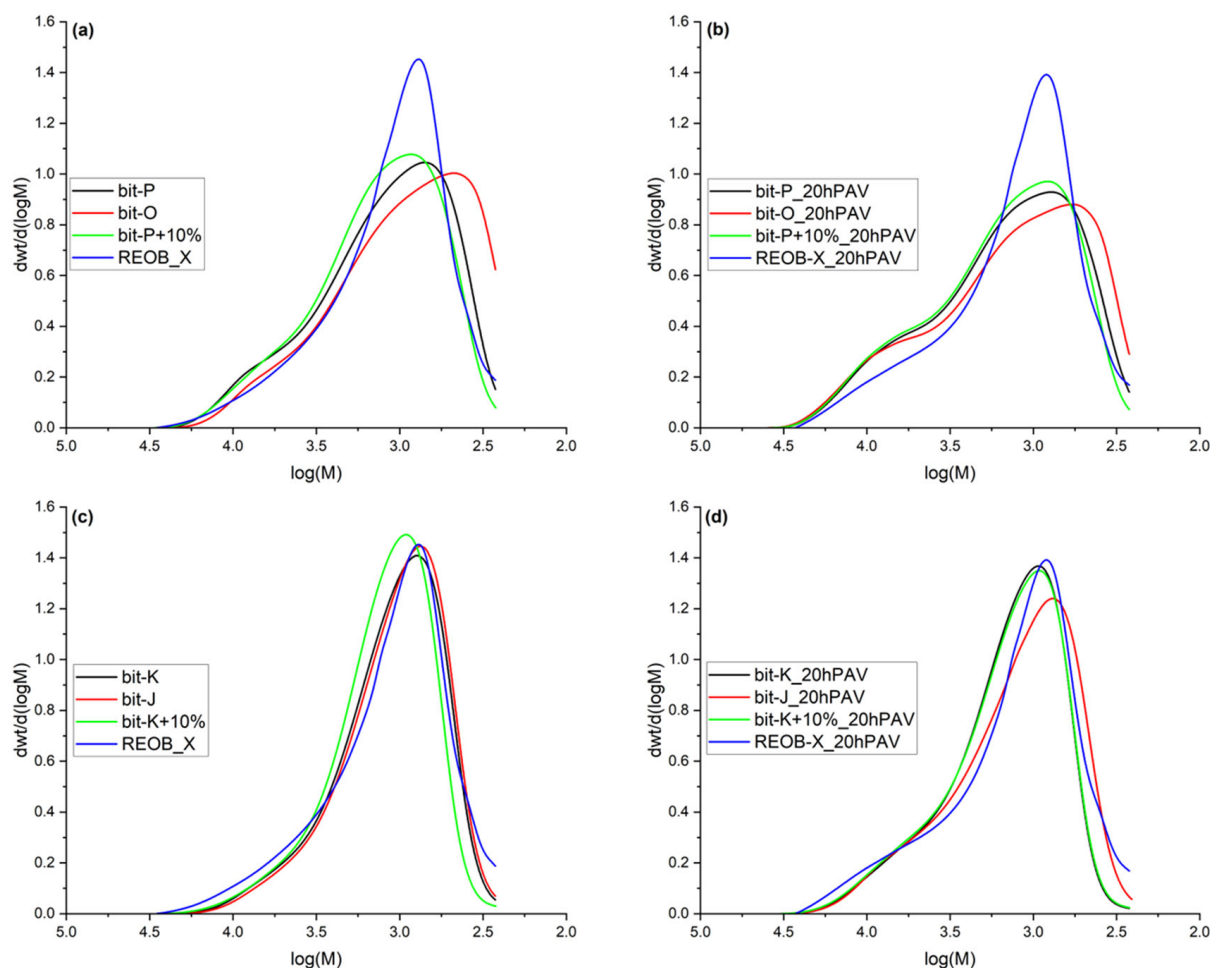 (a)
1.6
1.4
1.2
1.0
0.8
0.6
0.4
0.2
0.0
dwt/d(logM)
bit-P
bit-O
bit-P+10%
REOB_X
5.0 4.5 4.0 3.5 3.0 2.5 2.0
log(M)
(b)
1.6
1.4
1.2
1.0
0.8
0.6
0.4
0.2
0.0
dwt/d(logM)
bit-P_20hPAV
bit-O_20hPAV
bit-P+10%_20hPAV
REOB-X_20hPAV
5.0 4.5 4.0 3.5 3.0 2.5 2.0
log(M)
(c)
1.6
1.4
1.2
1.0
0.8
0.6
0.4
0.2
0.0
dwt/d(logM)
bit-K
bit-J
bit-K+10%
REOB_X
5.0 4.5 4.0 3.5 3.0 2.5 2.0
log(M)
(d)
1.6
1.4
1.2
1.0
0.8
0.6
0.4
0.2
0.0
dwt/d(logM)
bit-K_20hPAV
bit-J_20hPAV
bit-K+10%_20hPAV
REOB-X_20hPAV
5.0 4.5 4.0 3.5 3.0 2.5 2.0
log(M)